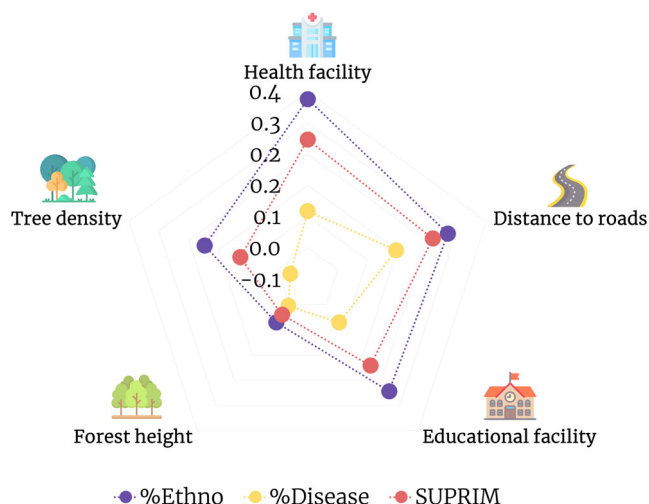 Health facility
0.4
0.3
0.2
0.2
0.1
0.0
−0.1
Tree density
Distance to roads
Forest height
Educational facility
%Ethno
%Disease
SUPRIM